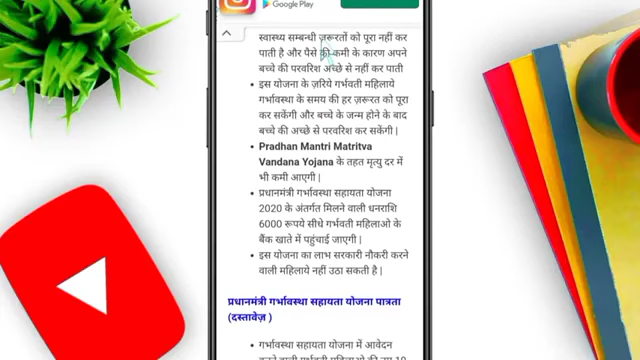 Google Play
स्वास्थ्य सम्बन्धी ज़रूरतों को पूरा नहीं कर
पाती है और पैसे की कमी के कारण अपने
बच्चे की परवरिश अच्छे से नहीं कर पाती
इस योजना के ज़रिये गर्भवती महिलाये
गर्भावस्था के समय की हर ज़रूरत को पूरा
कर सकेंगी और बच्चे के जन्म होने के बाद
बच्चे की अच्छे से परवरिश कर सकेंगी |
Pradhan Mantri Matritva
Vandana Yojana के तहत मृत्यु दर में
भी कमी आएगी |
प्रधानमंत्री गर्भावस्था सहायता योजना
2020 के अंतर्गत मिलने वाली धनराशि
6000 रूपये सीधे गर्भवती महिलाओ के
बैंक खाते में पहुंचाई जाएगी |
इस योजना का लाभ सरकारी नौकरी करने
वाली महिलाये नहीं उठा सकती है |
प्रधानमंत्री गर्भावस्था सहायता योजना पात्रता
(दस्तावेज़ )
गर्भावस्था सहायता योजना में आवेदन